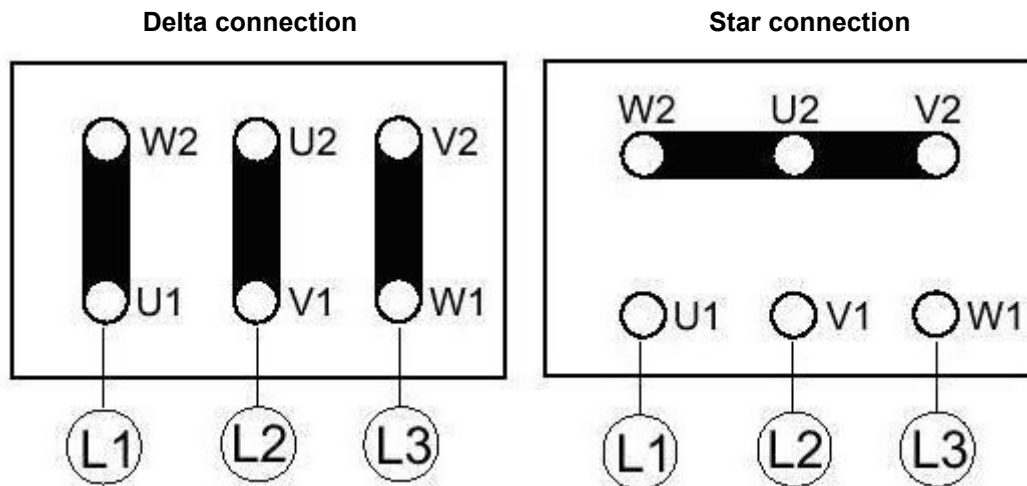 Delta connection
W2 U2 V2
U1 V1 W1
L1 L2 L3
Star connection
W2 U2 V2
U1 V1 W1
L1 L2 L3